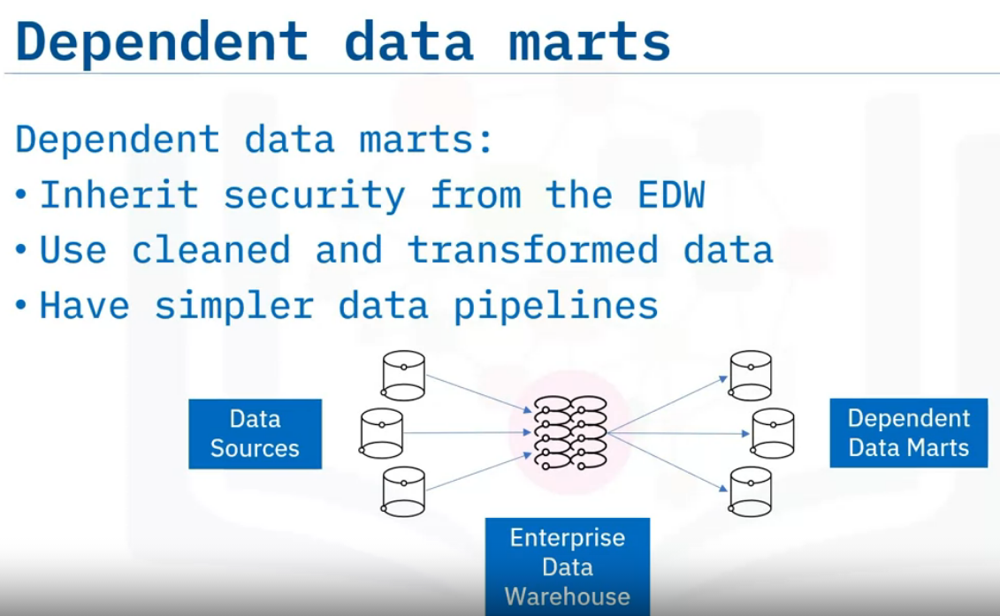 Dependent data marts
Dependent data marts:
• Inherit security from the EDW
• Use cleaned and transformed data
• Have simpler data pipelines
Data
Sources
Enterprise
Data
Warehouse
Dependent
Data Marts